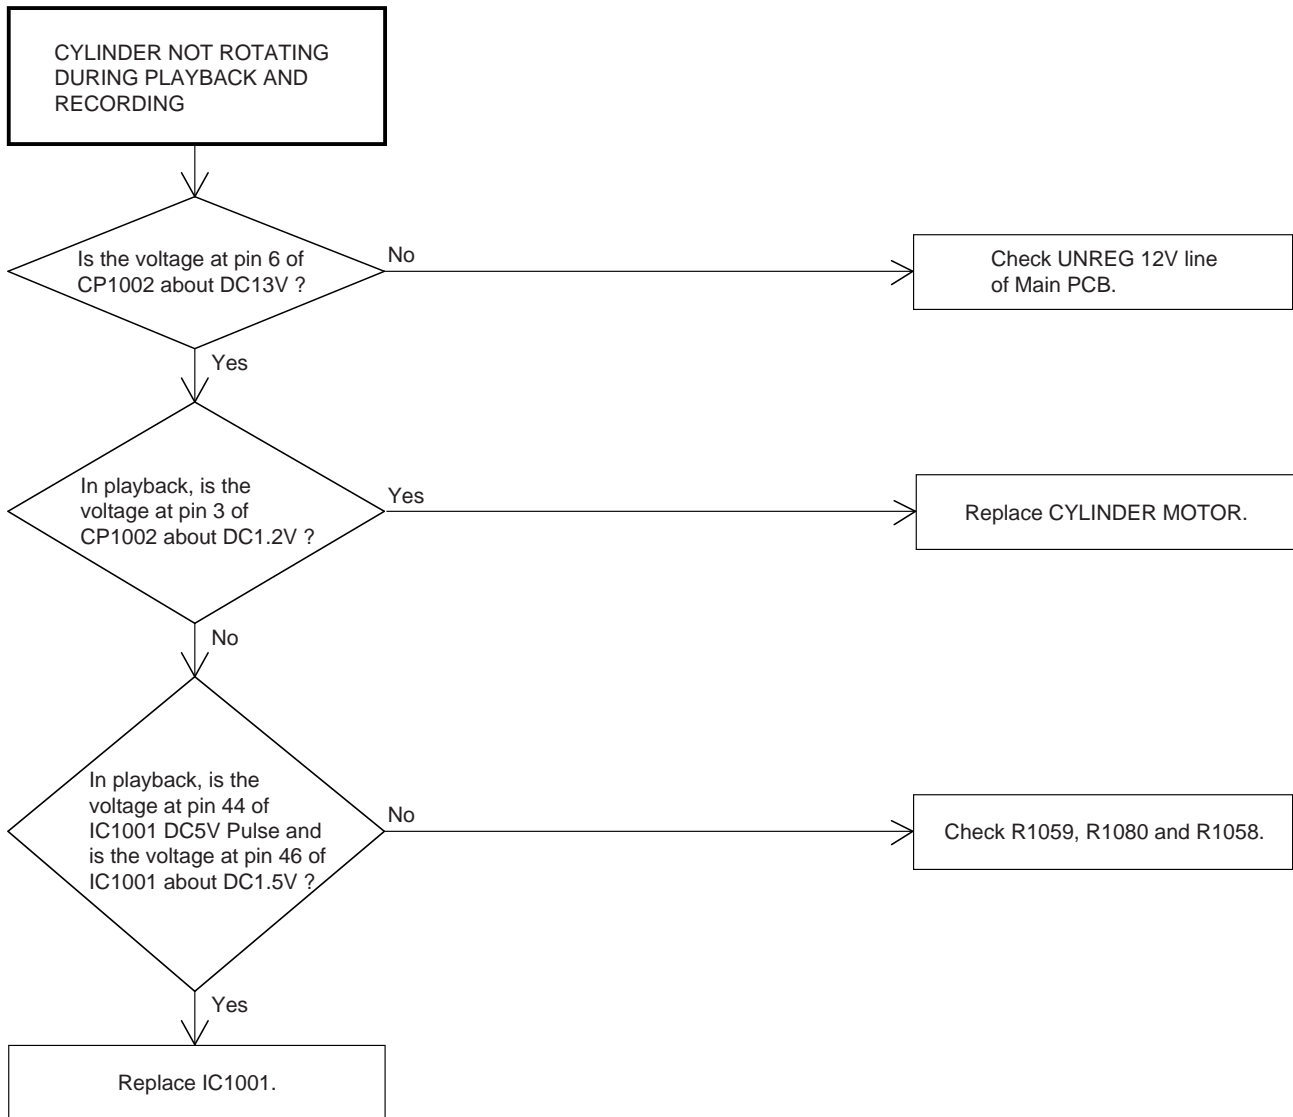 CYLINDER NOT ROTATING
DURING PLAYBACK AND
RECORDING
Is the voltage at pin 6 of
CP1002 about DC13V ?
No
Check UNREG 12V line
of Main PCB.
Yes
In playback, is the
voltage at pin 3 of
CP1002 about DC1.2V ?
Yes
Replace CYLINDER MOTOR.
No
In playback, is the
voltage at pin 44 of
IC1001 DC5V Pulse and
is the voltage at pin 46 of
IC1001 about DC1.5V ?
No
Check R1059, R1080 and R1058.
Yes
Replace IC1001.